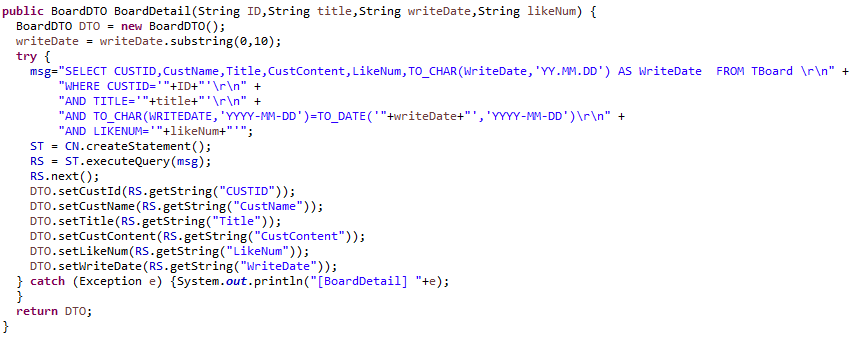 public BoardDTO BoardDetail(String ID,String title,String writeDate,String likeNum) {
  BoardDTO DTO = new BoardDTO();
  writeDate = writeDate.substring(0,10);
  try {
    msg="SELECT CUSTID,CustName,Title,CustContent,LikeNum,TO_CHAR(WriteDate,'YY.MM.DD') AS WriteDate  FROM TBoard \r\n" +
        "WHERE CUSTID='"+ID+"'\r\n" +
        "AND TITLE='"+title+"'\r\n" +
        "AND TO_CHAR(WRITEDATE,'YYYY-MM-DD')=TO_DATE('"+writeDate+"','YYYY-MM-DD')\r\n" +
        "AND LIKENUM='"+likeNum+"'";
    ST = CN.createStatement();
    RS = ST.executeQuery(msg);
    RS.next();
    DTO.setCustId(RS.getString("CUSTID"));
    DTO.setCustName(RS.getString("CustName"));
    DTO.setTitle(RS.getString("Title"));
    DTO.setCustContent(RS.getString("CustContent"));
    DTO.setLikeNum(RS.getString("LikeNum"));
    DTO.setWriteDate(RS.getString("WriteDate"));
  } catch (Exception e) {System.out.println("[BoardDetail] "+e);
  }
  return DTO;
}